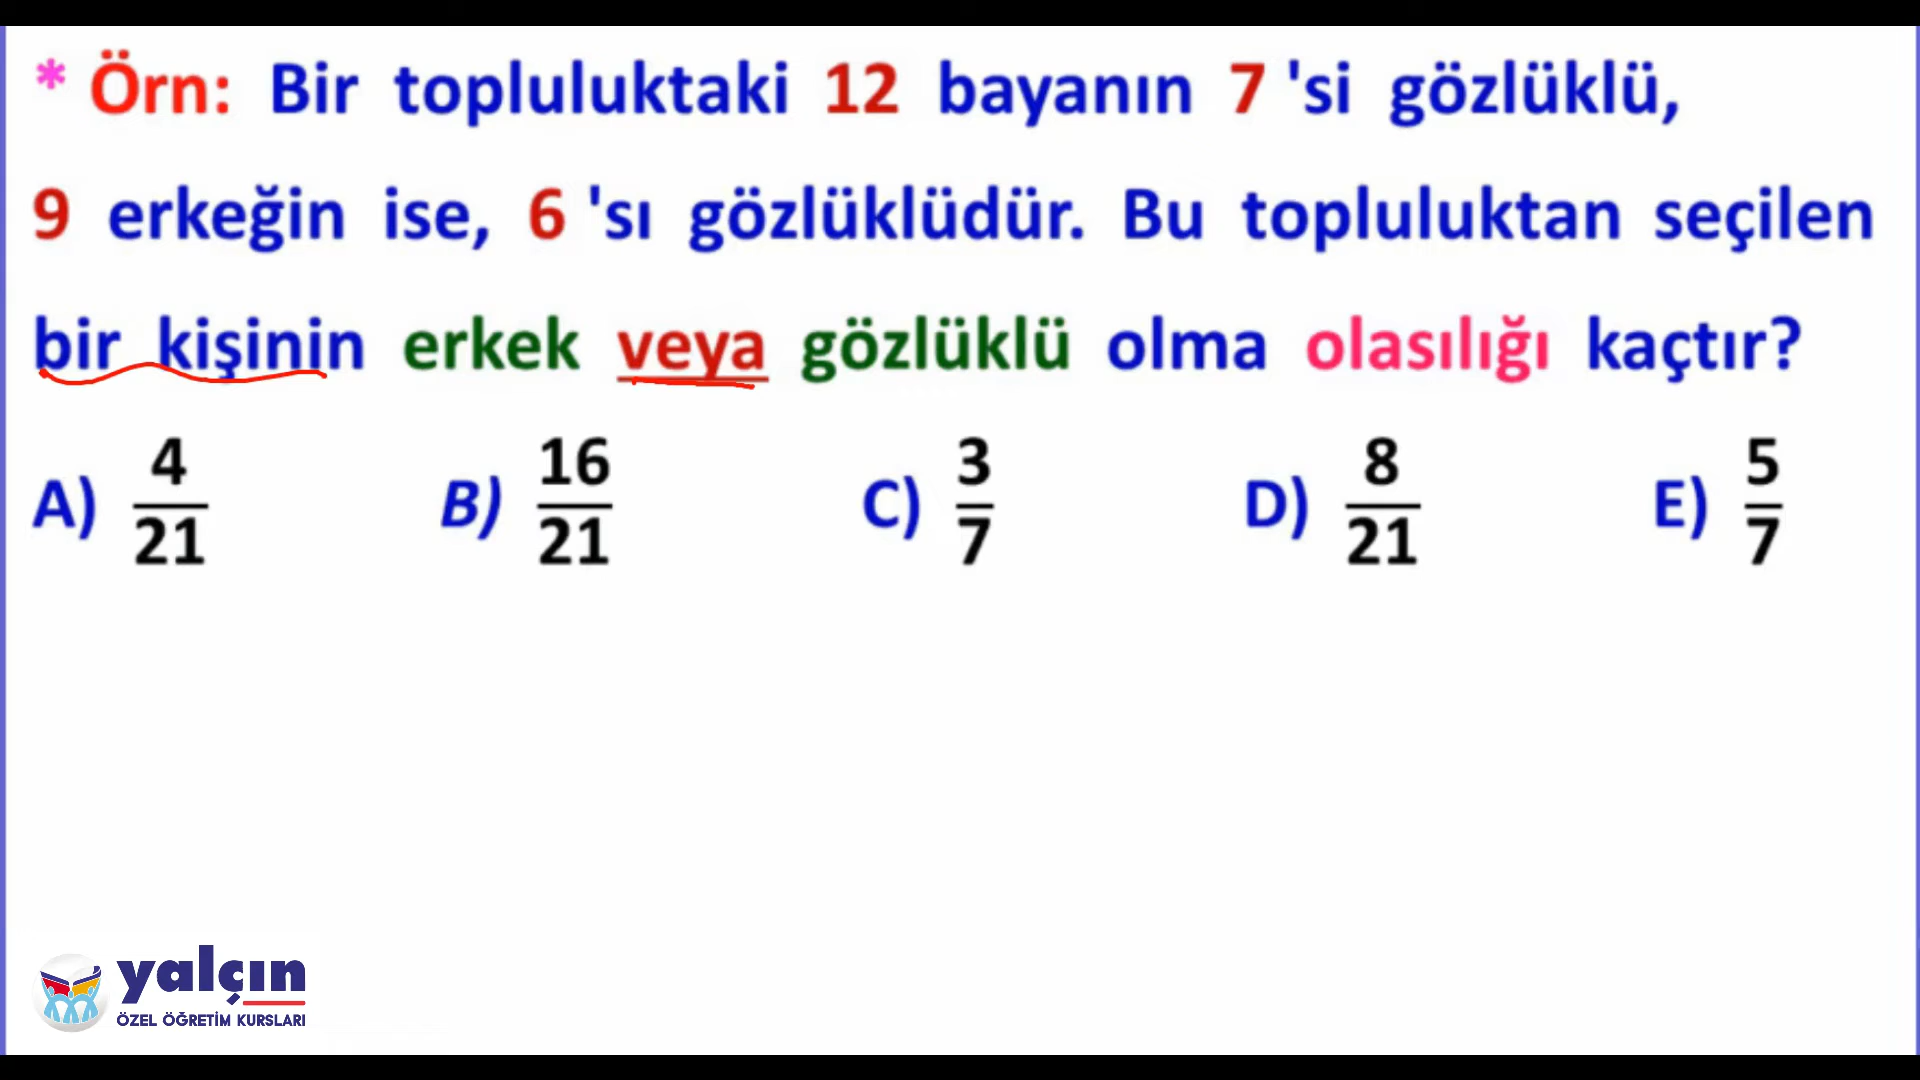 * Örn: Bir topluluktaki 12 bayanın 7 'si gözlüklü,
9 erkeğin ise, 6 'sı gözlüklüdür. Bu topluluktan seçilen
bir kişinin erkek veya gözlüklü olma olasılığı kaçtır?
A) 4/21 B) 16/21 C) 3/7 D) 8/21 E) 5/7
yalçın
ÖZEL ÖĞRETİM KURSLARI